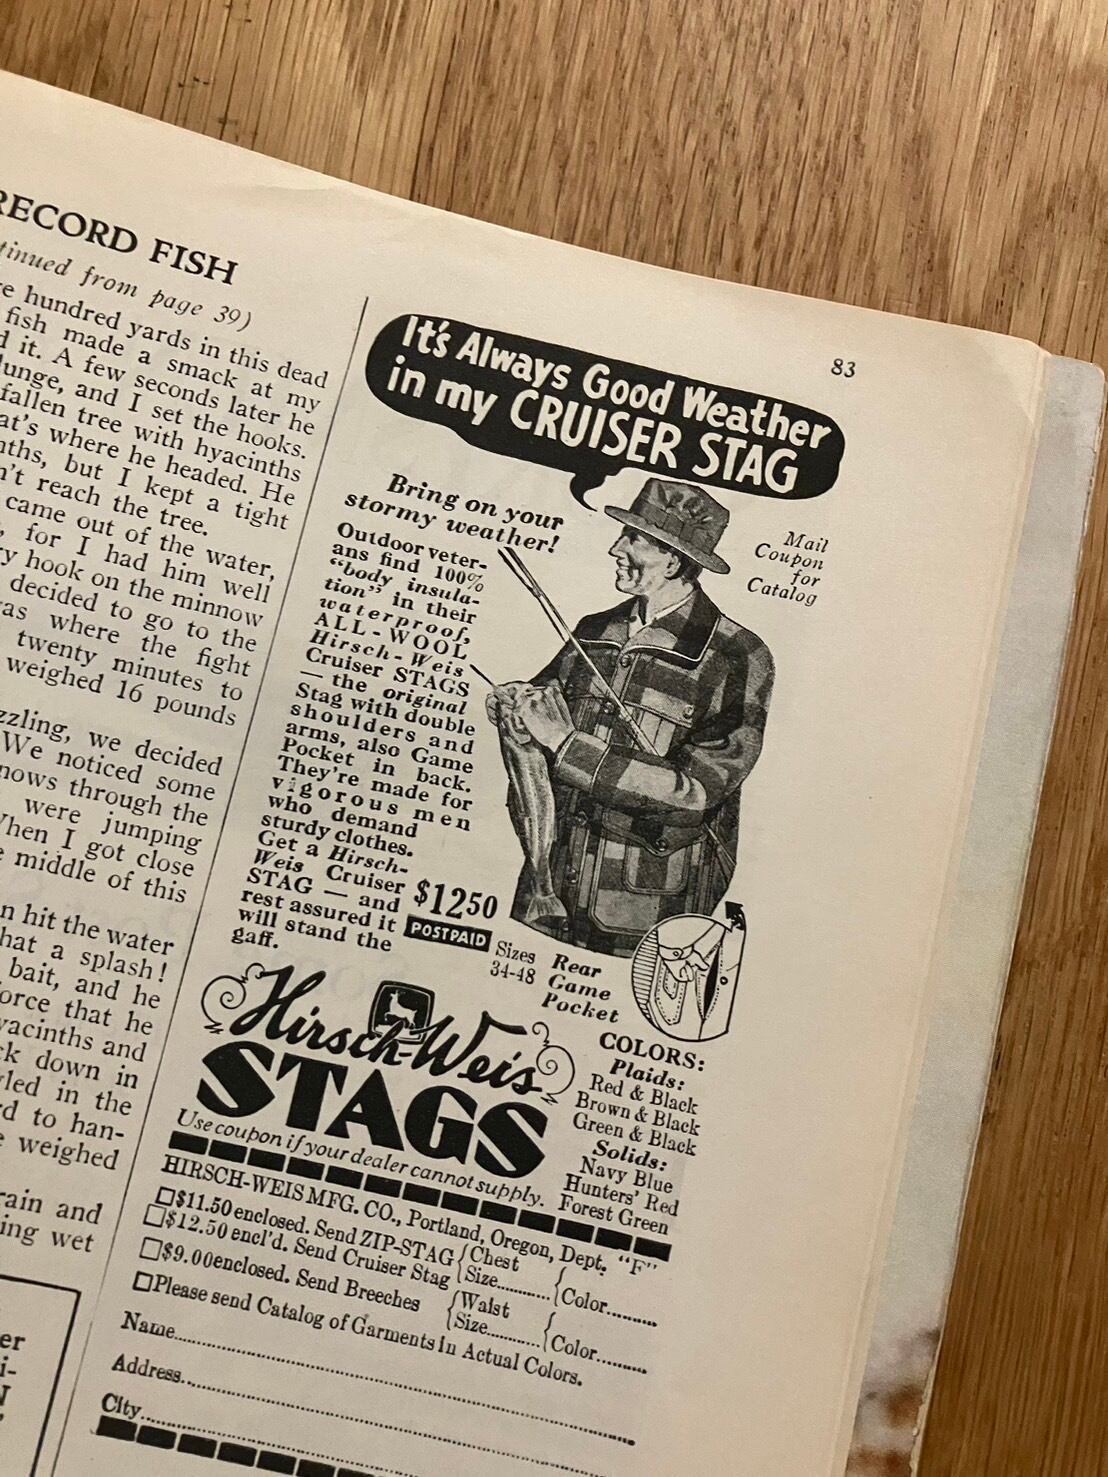 83
RECORD FISH
tinued from page 39)
e hundred yards in this dead
fish made a smack at my
d it. A few seconds later he
lunge, and I set the hooks.
fallen tree with hyacinths
at's where he headed. He
nths, but I kept a tight
n't reach the tree.
came out of the water,
, for I had him well
ry hook on the minnow
decided to go to the
as where the fight
twenty minutes to
weighed 16 pounds
zzling, we decided
We noticed some
nows through the
were jumping
When I got close
e middle of this
n hit the water
hat a splash!
bait, and he
orce that he
yacinths and
ck down in
led in the
d to han-
e weighed
rain and
ing wet
er
i-
N
It's Always Good Weather
in my CRUISER STAG
Bring on your
stormy weather!
Outdoor veter-
ans find 100%
"body insula-
tion" in their
waterproof,
ALL-WOOL
Hirsch-Weis
Cruiser STAGS
— the original
Stag with double
shoulders and
arms, also Game
Pocket in back.
They're made for
vigorous men
who demand
sturdy clothes.
Get a Hirsch-
Weis Cruiser
STAG — and
rest assured it
will stand the
gaff.
Mail
Coupon
for
Catalog
$12.50
POSTPAID
Sizes
34-48
Rear
Game
Pocket
Hirsch-Weis
STAGS
COLORS:
Plaids:
Red & Black
Brown & Black
Green & Black
Solids:
Navy Blue
Hunters' Red
Forest Green
Use coupon if your dealer cannot supply.
HIRSCH-WEIS MFG. CO., Portland, Oregon, Dept. "F"
$11.50 enclosed. Send ZIP-STAG { Chest
$12.50 encl'd. Send Cruiser Stag { Size........... { Color...........
$9.00 enclosed. Send Breeches { Waist
Size........... { Color...........
Please send Catalog of Garments in Actual Colors.
Name...........
Address...........
City...........